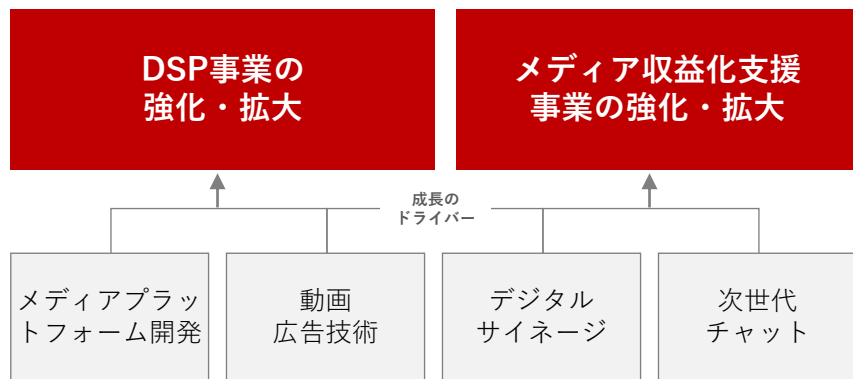 DSP事業の
強化・拡大
メディア収益化支援
事業の強化・拡大
成長の
ドライバー
メディアプラッ
トフォーム開発
動画
広告技術
デジタル
サイネージ
次世代
チャット